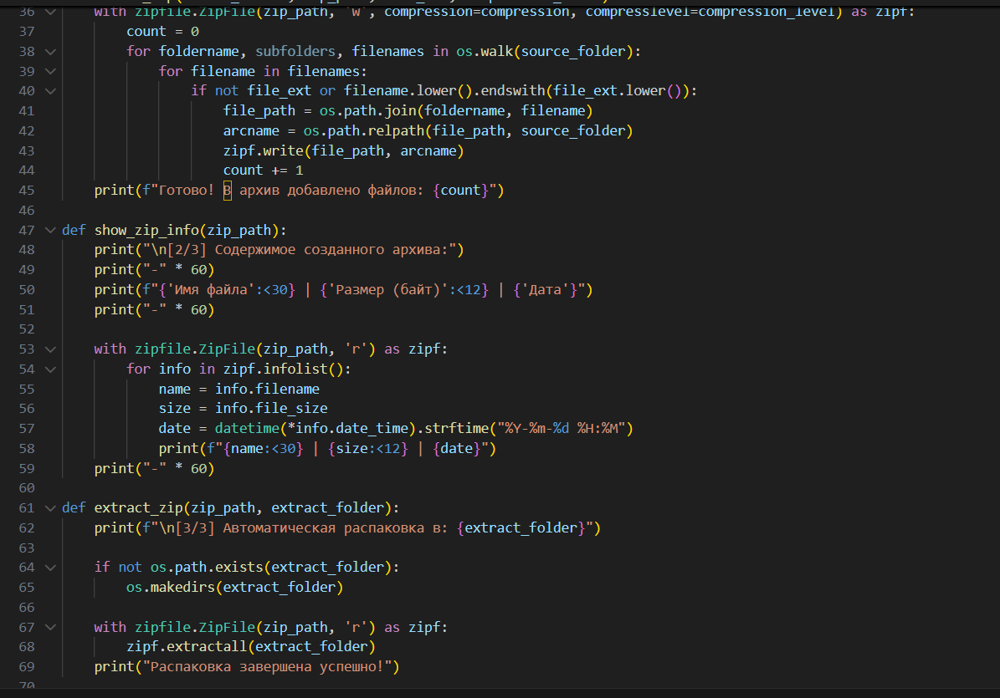 36 with zipfile.ZipFile(zip_path, 'w', compression=compression, compresslevel=compression_level) as zipf:
37 count = 0
38 for foldername, subfolders, filenames in os.walk(source_folder):
39 for filename in filenames:
40 if not file_ext or filename.lower().endswith(file_ext.lower()):
41 file_path = os.path.join(foldername, filename)
42 arcname = os.path.relpath(file_path, source_folder)
43 zipf.write(file_path, arcname)
44 count += 1
45 print(f"Готово! В архив добавлено файлов: {count}")
46
47 def show_zip_info(zip_path):
48 print("\n[2/3] Содержимое созданного архива:")
49 print("-" * 60)
50 print(f"{'Имя файла':<30} | {'Размер (байт)':<12} | {'Дата'}")
51 print("-" * 60)
52
53 with zipfile.ZipFile(zip_path, 'r') as zipf:
54 for info in zipf.infolist():
55 name = info.filename
56 size = info.file_size
57 date = datetime(*info.date_time).strftime("%Y-%m-%d %H:%M")
58 print(f"{name:<30} | {size:<12} | {date}")
59 print("-" * 60)
60
61 def extract_zip(zip_path, extract_folder):
62 print(f"\n[3/3] Автоматическая распаковка в: {extract_folder}")
63
64 if not os.path.exists(extract_folder):
65 os.makedirs(extract_folder)
66
67 with zipfile.ZipFile(zip_path, 'r') as zipf:
68 zipf.extractall(extract_folder)
69 print("Распаковка завершена успешно!")
70